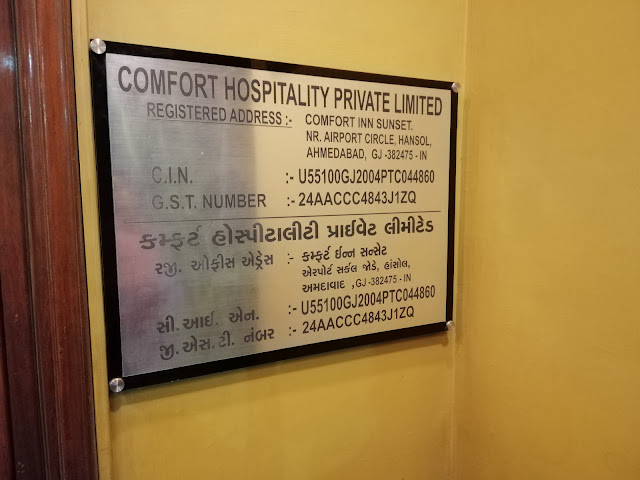 COMFORT HOSPITALITY PRIVATE LIMITED
REGISTERED ADDRESS :- COMFORT INN SUNSET.
NR. AIRPORT CIRCLE, HANSOL,
AHMEDABAD, GJ -382475 - IN
C.I.N. :- U55100GJ2004PTC044860
G.S.T. NUMBER :- 24AACCC4843J1ZQ
કમ્ફર્ટ હોસ્પીટાલીટી પ્રાઈવેટ લીમીટેડ
રજી. ઓફીસ એડ્રેસ :- કમ્ફર્ટ ઈન્ન સન્સેટ
એરપોર્ટ સર્કલ જોડે, હાંસોલ,
અમદાવાદ ,GJ -382475 - IN
સી. આઈ. એન. :- U55100GJ2004PTC044860
જી. એસ. ટી. નંબર :- 24AACCC4843J1ZQ